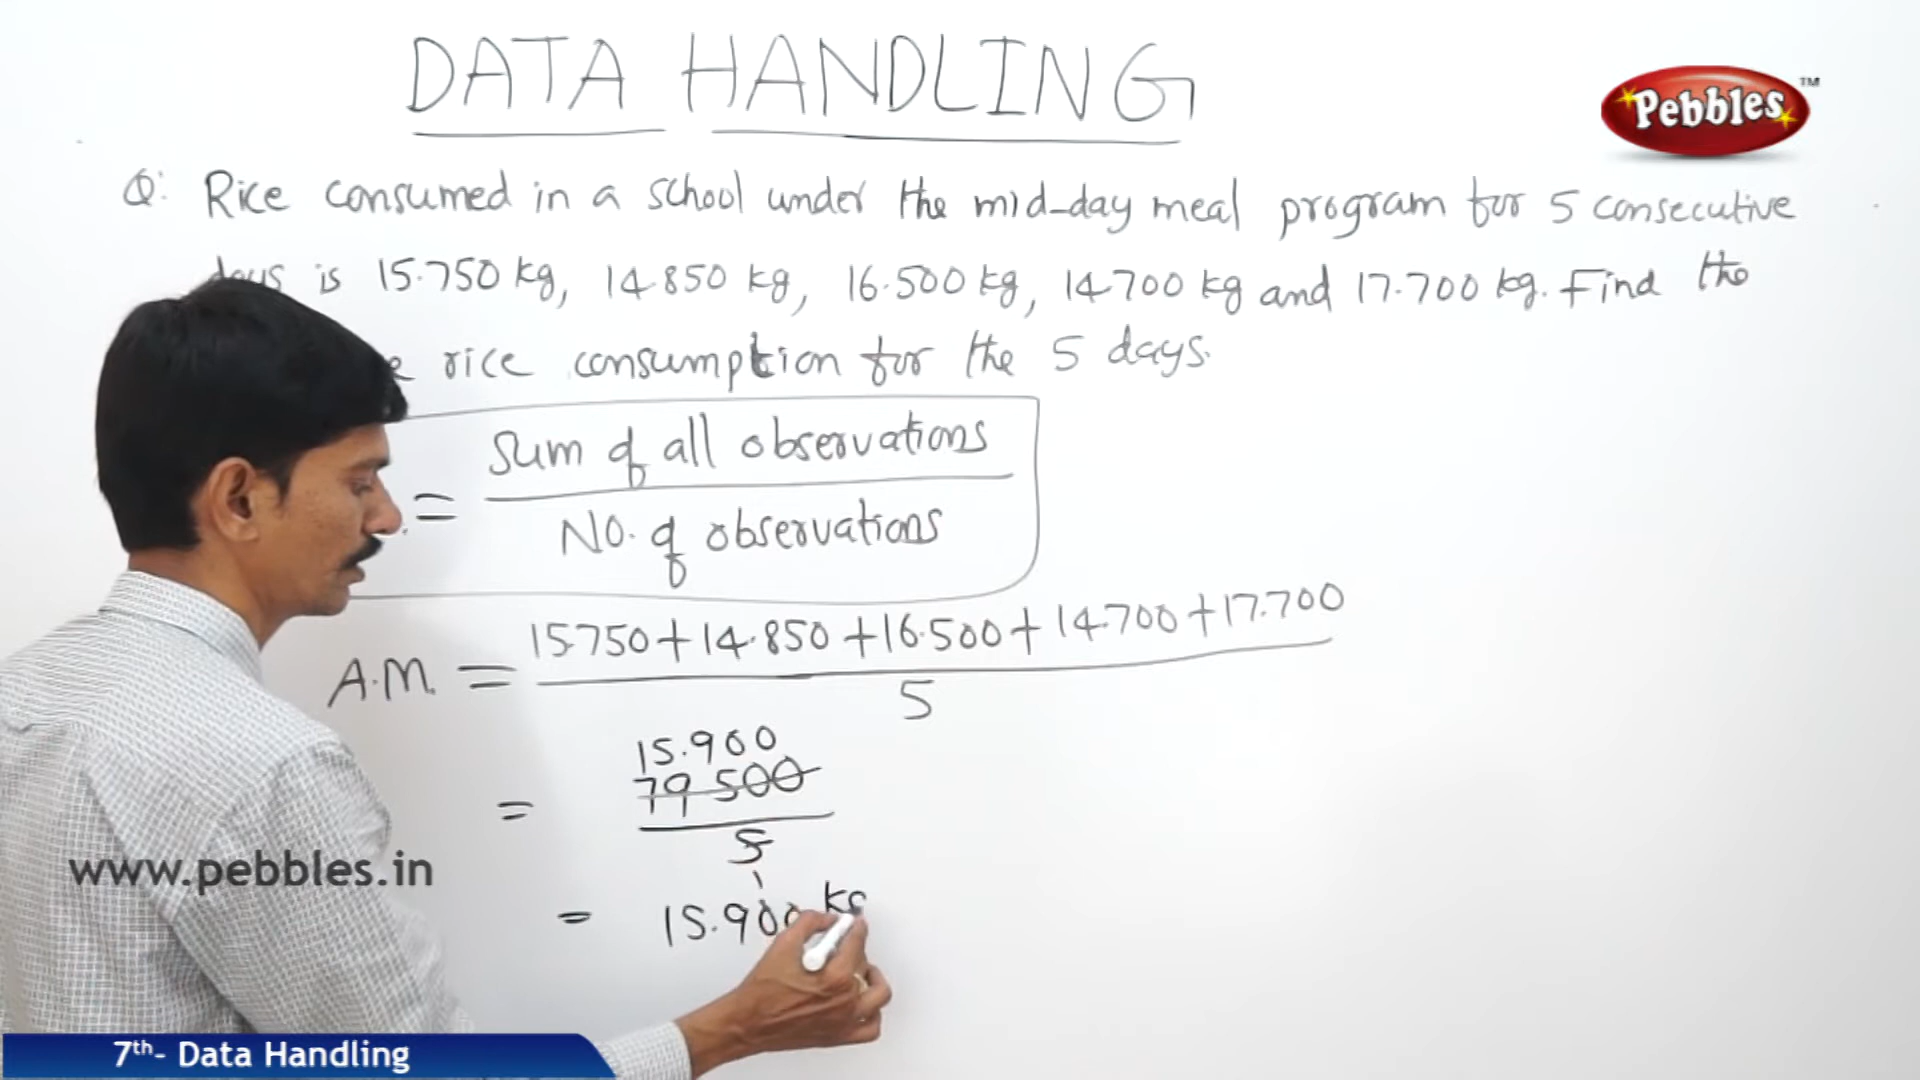 DATA HANDLING
Pebbles™
Q: Rice consumed in a school under the mid-day meal program for 5 consecutive
is 15.750 kg, 14.850 kg, 16.500 kg, 14.700 kg and 17.700 kg. Find the
rice consumption for the 5 days.
= Sum of all observations
No. of observations
15.750 + 14.850 + 16.500 + 14.700 + 17.700
A.M. =
5
15.900
= 79 500
5
1
= 15.900 kg
www.pebbles.in
7th- Data Handling